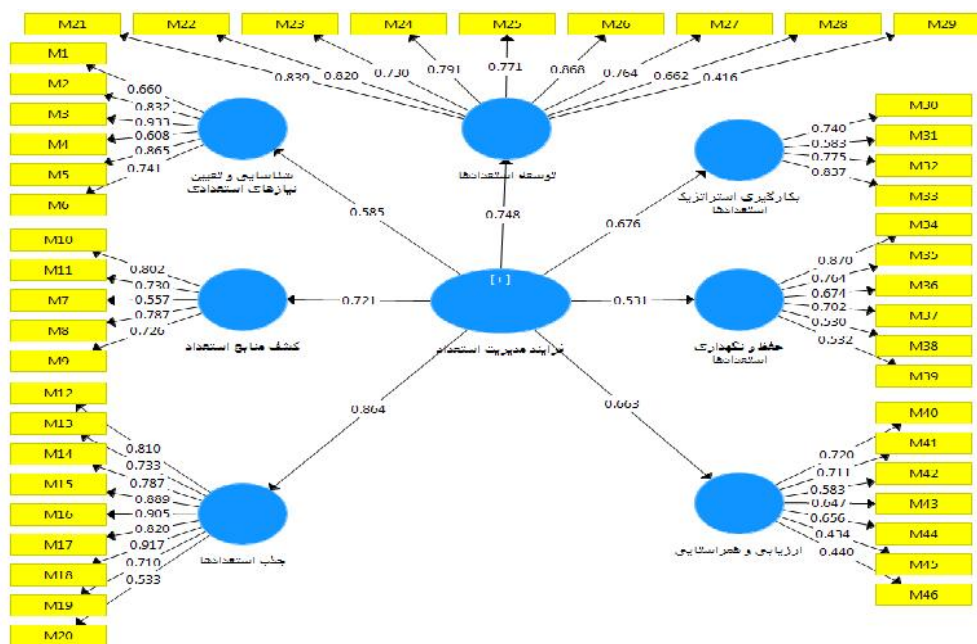 M21 M22 M23 M24 M25 M26 M27 M28 M29
0.839 0.820 0.730 0.791 0.771 0.868 0.764 0.662 0.416
توسعه استعدادها
0.748
M1
M2
M3
M4
M5
M6
0.660
0.832
0.933
0.608
0.865
0.741
شناسایی و تعیین
نیازهای استعدادی
0.585
M30
M31
M32
M33
0.740
0.583
0.775
0.837
بکارگیری استراتژیک
استعدادها
0.676
M10
M11
M7
M8
M9
0.802
0.730
0.557
0.787
0.726
کشف منابع استعداد
0.721
[+]
فرایند مدیریت استعداد
0.531
M34
M35
M36
M37
M38
M39
0.870
0.764
0.674
0.702
0.530
0.532
حفظ و نگهداری
استعدادها
M12
M13
M14
M15
M16
M17
M18
M19
M20
0.810
0.733
0.787
0.889
0.905
0.820
0.917
0.710
0.533
جذب استعدادها
0.864
0.663
M40
M41
M42
M43
M44
M45
M46
0.720
0.711
0.583
0.647
0.656
0.434
0.440
ارزیابی و همراستایی